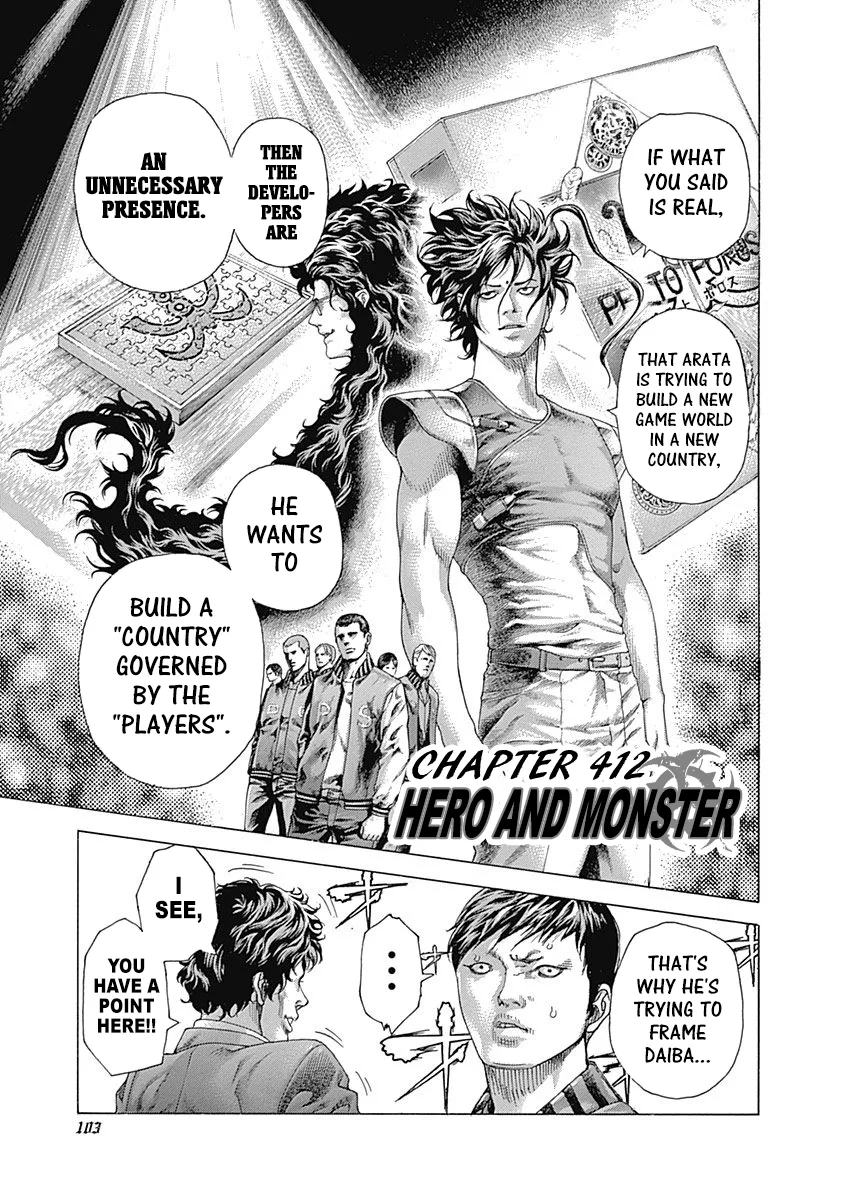 IF WHAT
YOU SAID
IS REAL,
THAT ARATA
IS TRYING TO
BUILD A NEW
GAME WORLD
IN A NEW
COUNTRY,
THEN
THE
DEVELO-
PERS
ARE
AN
UNNECESSARY
PRESENCE.
HE
WANTS
TO
BUILD A
"COUNTRY"
GOVERNED
BY THE
"PLAYERS".
CHAPTER 412
HERO AND MONSTER
THAT'S
WHY HE'S
TRYING TO
FRAME
DAIBA...
...
I
SEE,
YOU
HAVE A
POINT
HERE!!
103